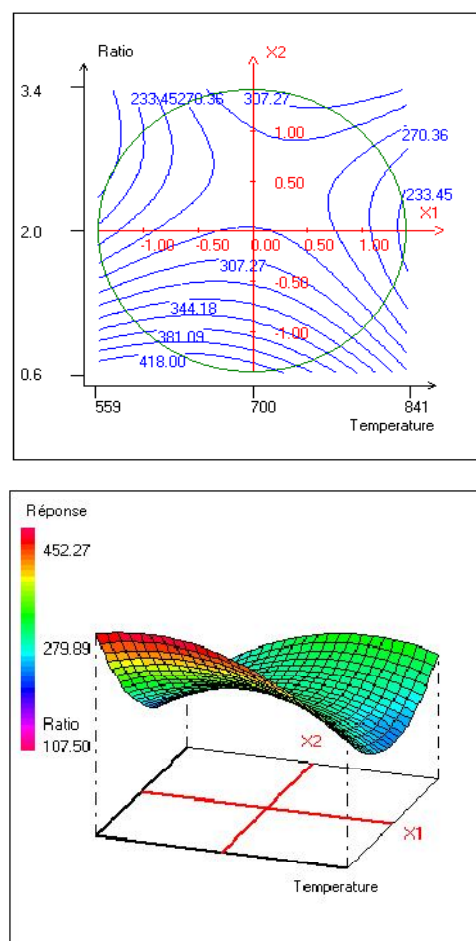 Ratio
X2
3.4
233.45 270.36 307.27
1.00
270.36
0.50
233.45
X1
2.0
-1.00 -0.50 0.00 0.50 1.00
307.27
-0.50
344.18
-1.00
381.09
418.00
0.6
559 700 841
Temperature
Réponse
452.27
279.89
Ratio
107.50
X2
X1
Temperature